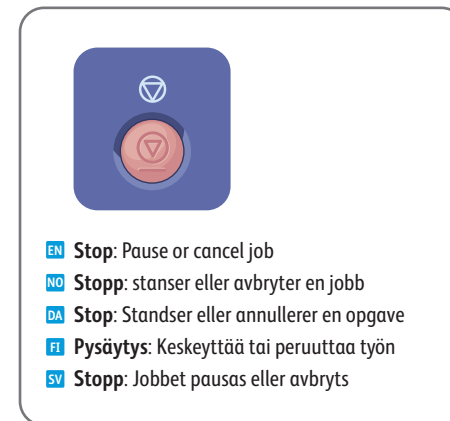 EN Stop: Pause or cancel job
NO Stopp: stanser eller avbryter en jobb
DA Stop: Standser eller annullerer en opgave
FI Pysäytys: Keskeyttää tai peruuttaa työn
SV Stopp: Jobbet pausas eller avbryts